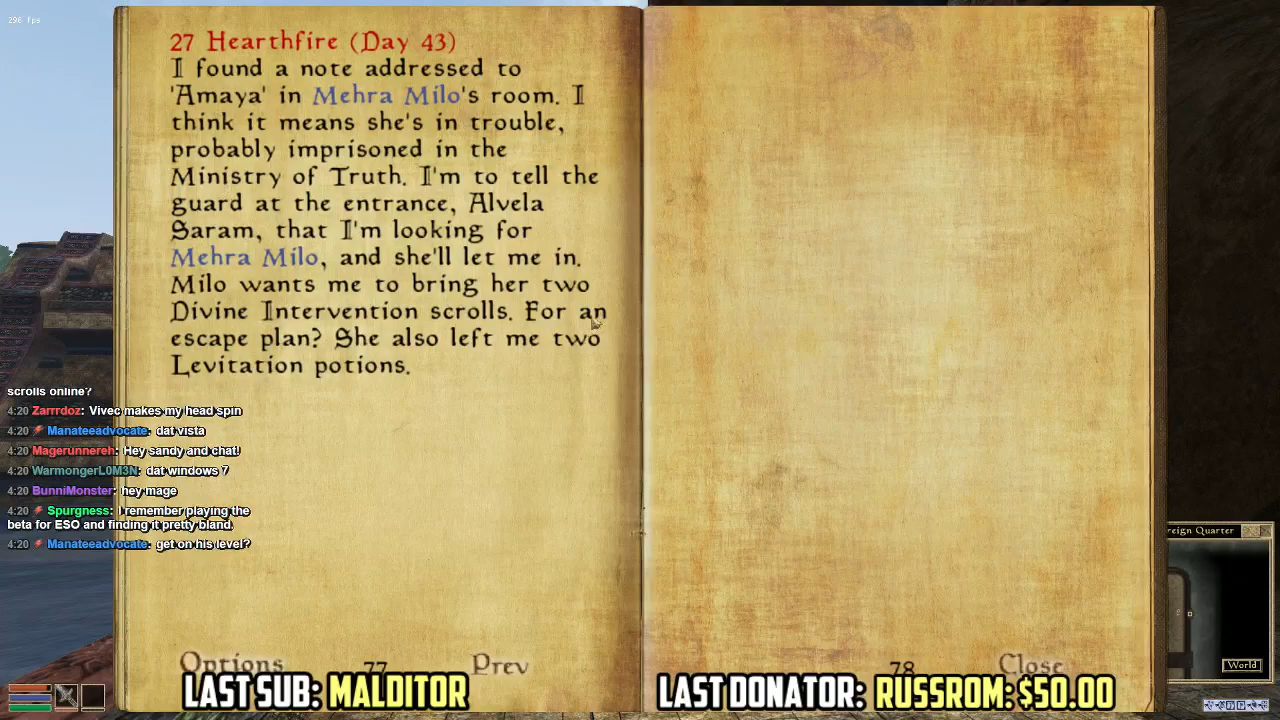 296 fps
27 Hearthfire (Day 43)
I found a note addressed to
'Amaya' in Mehra Milo's room. I
think it means she's in trouble,
probably imprisoned in the
Ministry of Truth. I'm to tell the
guard at the entrance, Alvela
Saram, that I'm looking for
Mehra Milo, and she'll let me in.
Milo wants me to bring her two
Divine Intervention scrolls. For an
escape plan? She also left me two
Levitation potions.
Options
77
Prev
78
Close
scrolls online?
4:20 Zarrrdoz: Vivec makes my head spin
4:20 Manateeadvocate: dat vista
4:20 Magerunnereh: Hey sandy and chat!
4:20 WarmongerL0M3N: dat windows 7
4:20 BunniMonster: hey mage
4:20 Spurgness: I remember playing the
beta for ESO and finding it pretty bland.
4:20 Manateeadvocate: get on his level?
reign Quarter
World
LAST SUB: MALDITOR
LAST DONATOR: RUSSROM: $50.00